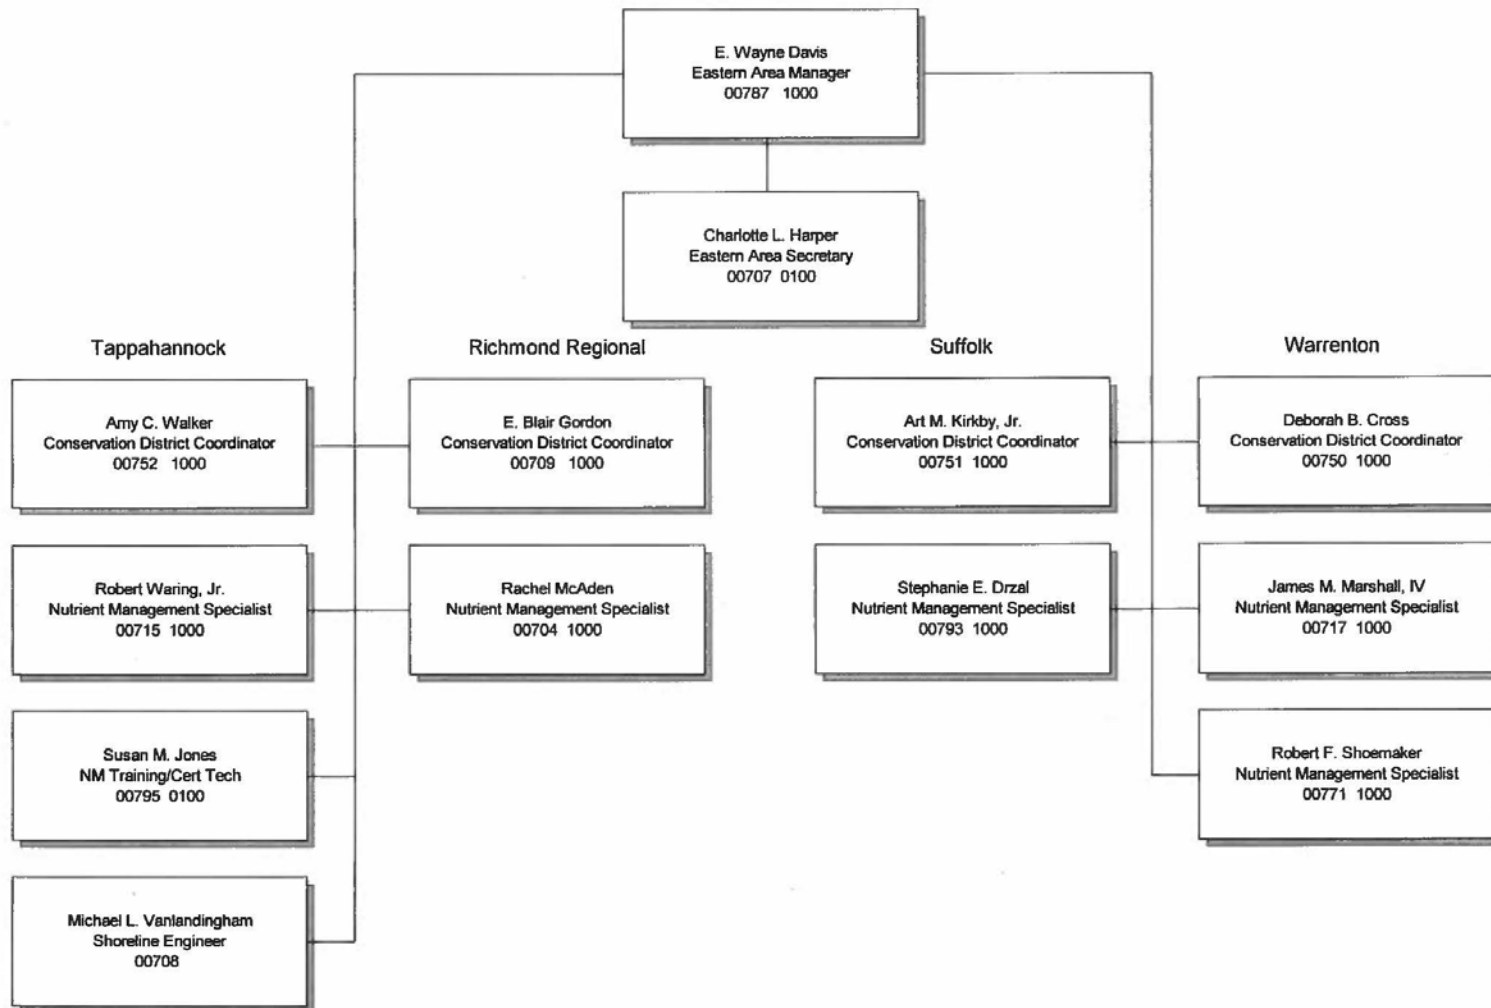 E. Wayne Davis
Eastern Area Manager
00787 1000
Charlotte L. Harper
Eastern Area Secretary
00707 0100
Tappahannock
Richmond Regional
Suffolk
Warrenton
Amy C. Walker
Conservation District Coordinator
00752 1000
E. Blair Gordon
Conservation District Coordinator
00709 1000
Art M. Kirkby, Jr.
Conservation District Coordinator
00751 1000
Deborah B. Cross
Conservation District Coordinator
00750 1000
Robert Waring, Jr.
Nutrient Management Specialist
00715 1000
Rachel McAden
Nutrient Management Specialist
00704 1000
Stephanie E. Drzal
Nutrient Management Specialist
00793 1000
James M. Marshall, IV
Nutrient Management Specialist
00717 1000
Susan M. Jones
NM Training/Cert Tech
00795 0100
Robert F. Shoemaker
Nutrient Management Specialist
00771 1000
Michael L. Vanlandingham
Shoreline Engineer
00708